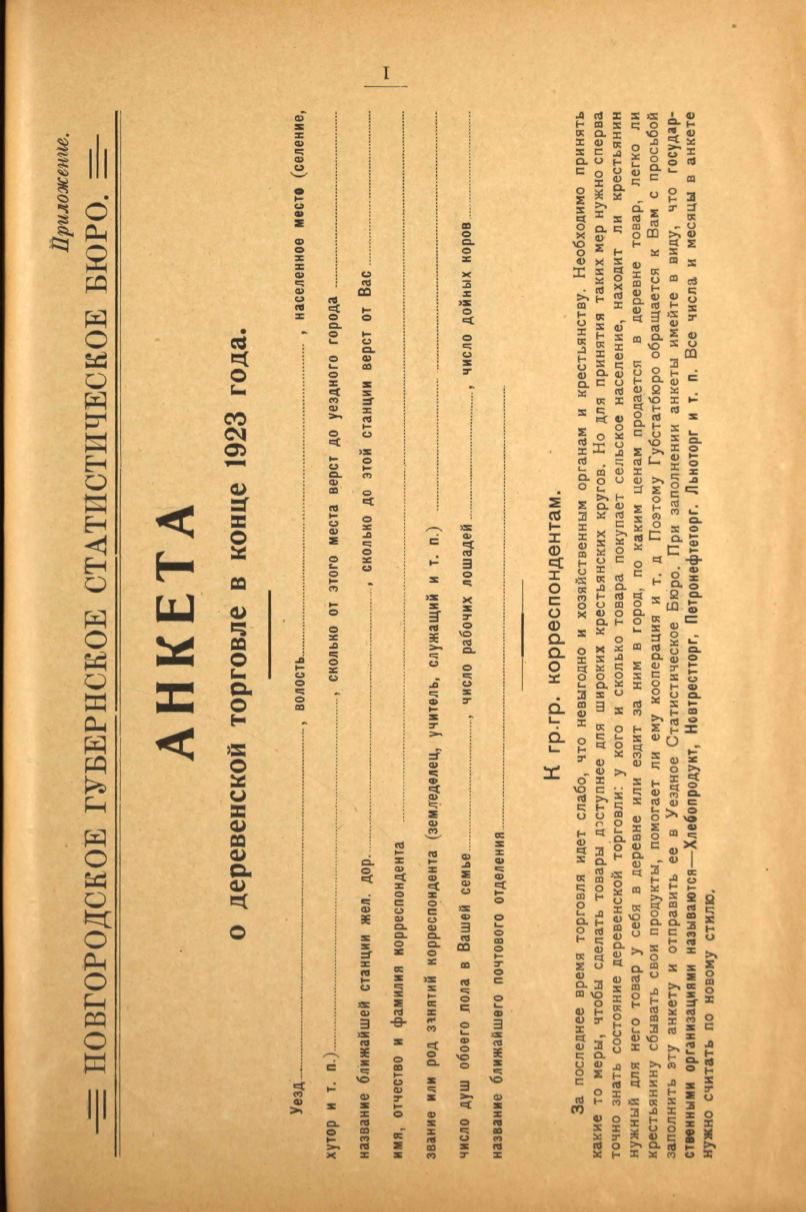 I
Приложение.
НОВГОРОДСКОЕ ГУБЕРНСКОЕ СТАТИСТИЧЕСКОЕ БЮРО.
АНКЕТА
о деревенской торговле в конце 1923 года.
Уезд, волость, населенное место (селение,
хутор и т. п.), сколько от этого места верст до уездного города
название ближайшей станции жел. дор., сколько до этой станции верст от Вас
имя, отчество и фамилия корреспондента
звание или род занятий корреспондента (земледелец, учитель, служащий и т. п.)
число душ обоего пола в Вашей семье, число рабочих лошадей, число дойных коров
название ближайшего почтового отделения
К гр.гр. корреспондентам.
За последнее время торговля идет слабо, что невыгодно и хозяйственным органам и крестьянству. Необходимо принять
какие то меры, чтобы сделать товары доступнее для широких крестьянских кругов. Но для принятия таких мер нужно сперва
точно знать состояние деревенской торговли: у кого и сколько товара покупает сельское население, находит ли крестьянин
нужный для него товар у себя в деревне или ездит за ним в город, по каким ценам продается в деревне товар, легко ли
крестьянину сбывать свои продукты, помогает ли ему кооперация и т. д Поэтому Губстатбюро обращается к Вам с просьбой
заполнить эту анкету и отправить ее в Уездное Статистическое Бюро. При заполнении анкеты имейте в виду, что государ-
ственными организациями называются—Хлебопродукт, Новтрестторг, Петронефтеторг. Льноторг и т. п. Все числа и месяцы в анкете
нужно считать по новому стилю.